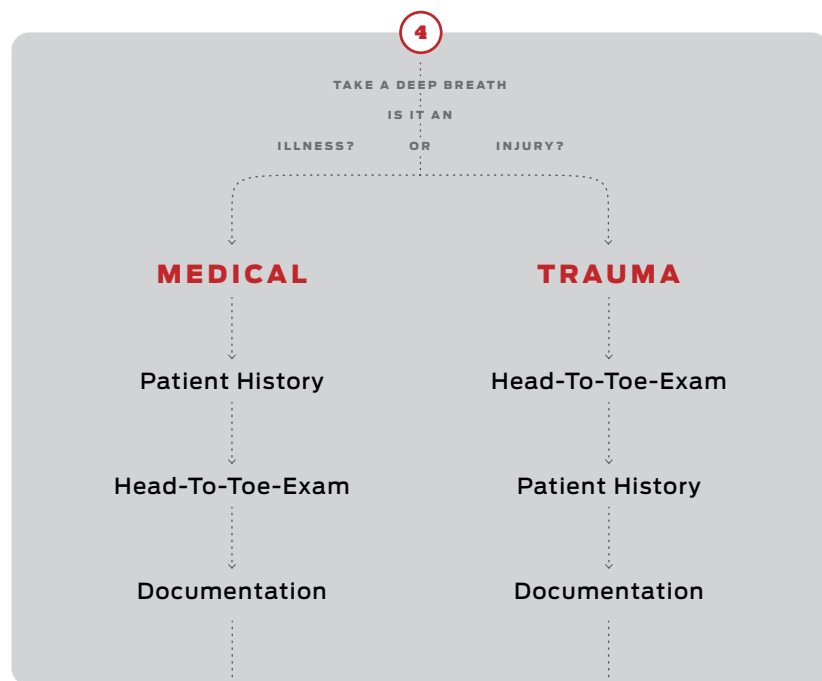 4
TAKE A DEEP BREATH
IS IT AN
ILLNESS? OR INJURY?
MEDICAL TRAUMA
Patient History Head-To-Toe-Exam
Head-To-Toe-Exam Patient History
Documentation Documentation